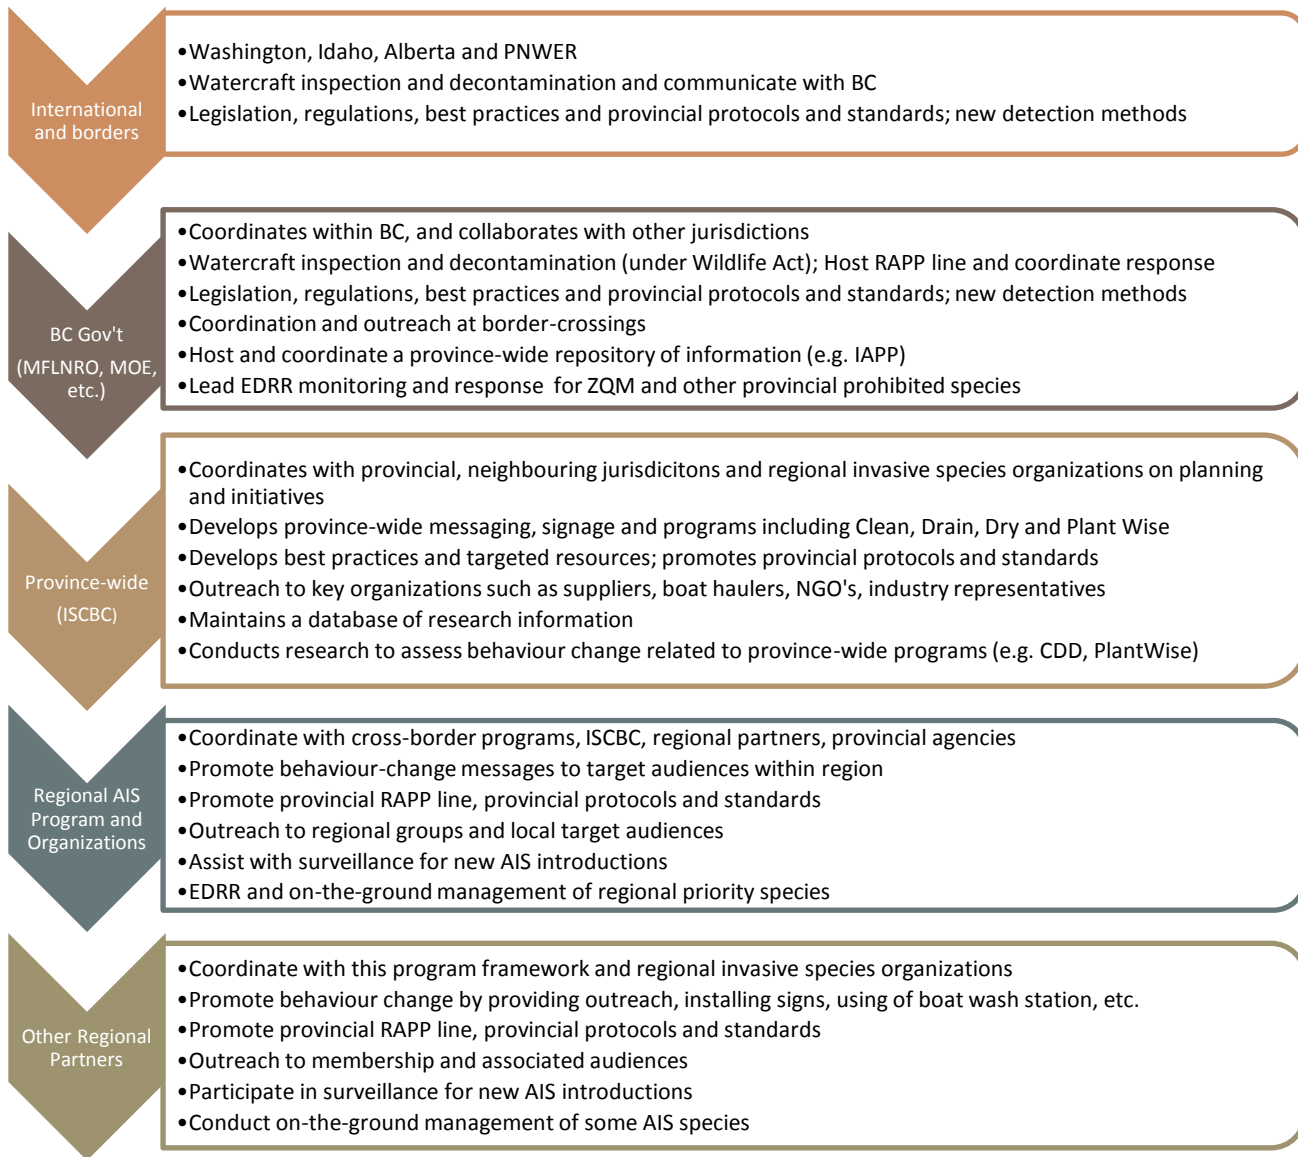 International
and borders
•Washington, Idaho, Alberta and PNWER
•Watercraft inspection and decontamination and communicate with BC
•Legislation, regulations, best practices and provincial protocols and standards; new detection methods
BC Gov't
(MFLNRO, MOE,
etc.)
•Coordinates within BC, and collaborates with other jurisdictions
•Watercraft inspection and decontamination (under Wildlife Act); Host RAPP line and coordinate response
•Legislation, regulations, best practices and provincial protocols and standards; new detection methods
•Coordination and outreach at border-crossings
•Host and coordinate a province-wide repository of information (e.g. IAPP)
•Lead EDRR monitoring and response  for ZQM and other provincial prohibited species
Province-wide
(ISCBC)
•Coordinates with provincial, neighbouring jurisdicitons and regional invasive species organizations on planning
and initiatives
•Develops province-wide messaging, signage and programs including Clean, Drain, Dry and Plant Wise
•Develops best practices and targeted resources; promotes provincial protocols and standards
•Outreach to key organizations such as suppliers, boat haulers, NGO's, industry representatives
•Maintains a database of research information
•Conducts research to assess behaviour change related to province-wide programs (e.g. CDD, PlantWise)
Regional AIS
Program and
Organizations
•Coordinate with cross-border programs, ISCBC, regional partners, provincial agencies
•Promote behaviour-change messages to target audiences within region
•Promote provincial RAPP line, provincial protocols and standards
•Outreach to regional groups and local target audiences
•Assist with surveillance for new AIS introductions
•EDRR and on-the-ground management of regional priority species
Other Regional
Partners
•Coordinate with this program framework and regional invasive species organizations
•Promote behaviour change by providing outreach, installing signs, using of boat wash station, etc.
•Promote provincial RAPP line, provincial protocols and standards
•Outreach to membership and associated audiences
•Participate in surveillance for new AIS introductions
•Conduct on-the-ground management of some AIS species